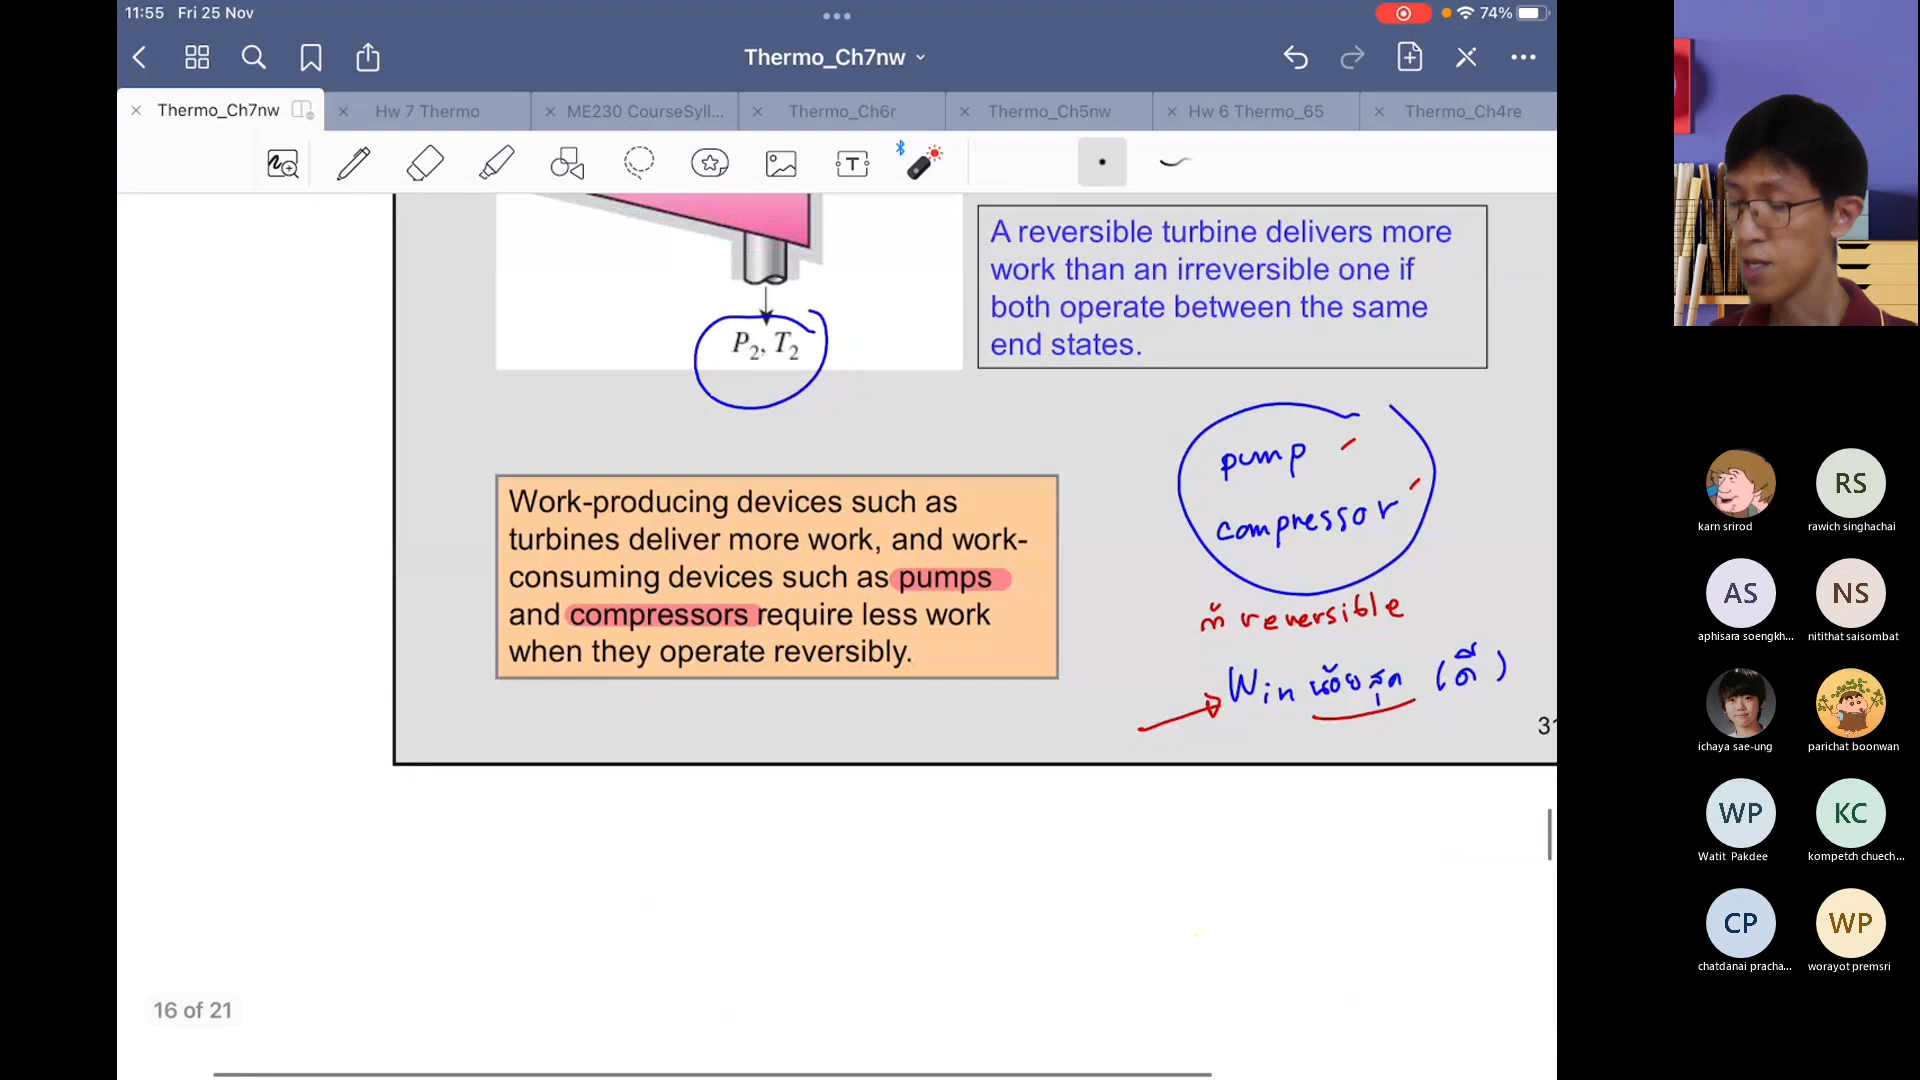 11:55 Fri 25 Nov
74%
Thermo_Ch7nw
Thermo_Ch7nw
Hw 7 Thermo
ME230 CourseSyll...
Thermo_Ch6r
Thermo_Ch5nw
Hw 6 Thermo_65
Thermo_Ch4re
T
P2, T2
A reversible turbine delivers more
work than an irreversible one if
both operate between the same
end states.
pump
compressor
Work-producing devices such as
turbines deliver more work, and work-
consuming devices such as pumps
and compressors require less work
when they operate reversibly.
reversible
Win น้อยสุด (ดี)
31
16 of 21
karn srirod
RS
rawich singhachai
AS
aphisara soengkh...
NS
nitithat saisombat
ichaya sae-ung
parichat boonwan
WP
Watit Pakdee
KC
kompetch chuech...
CP
chatdanai pracha...
WP
worayot premsri